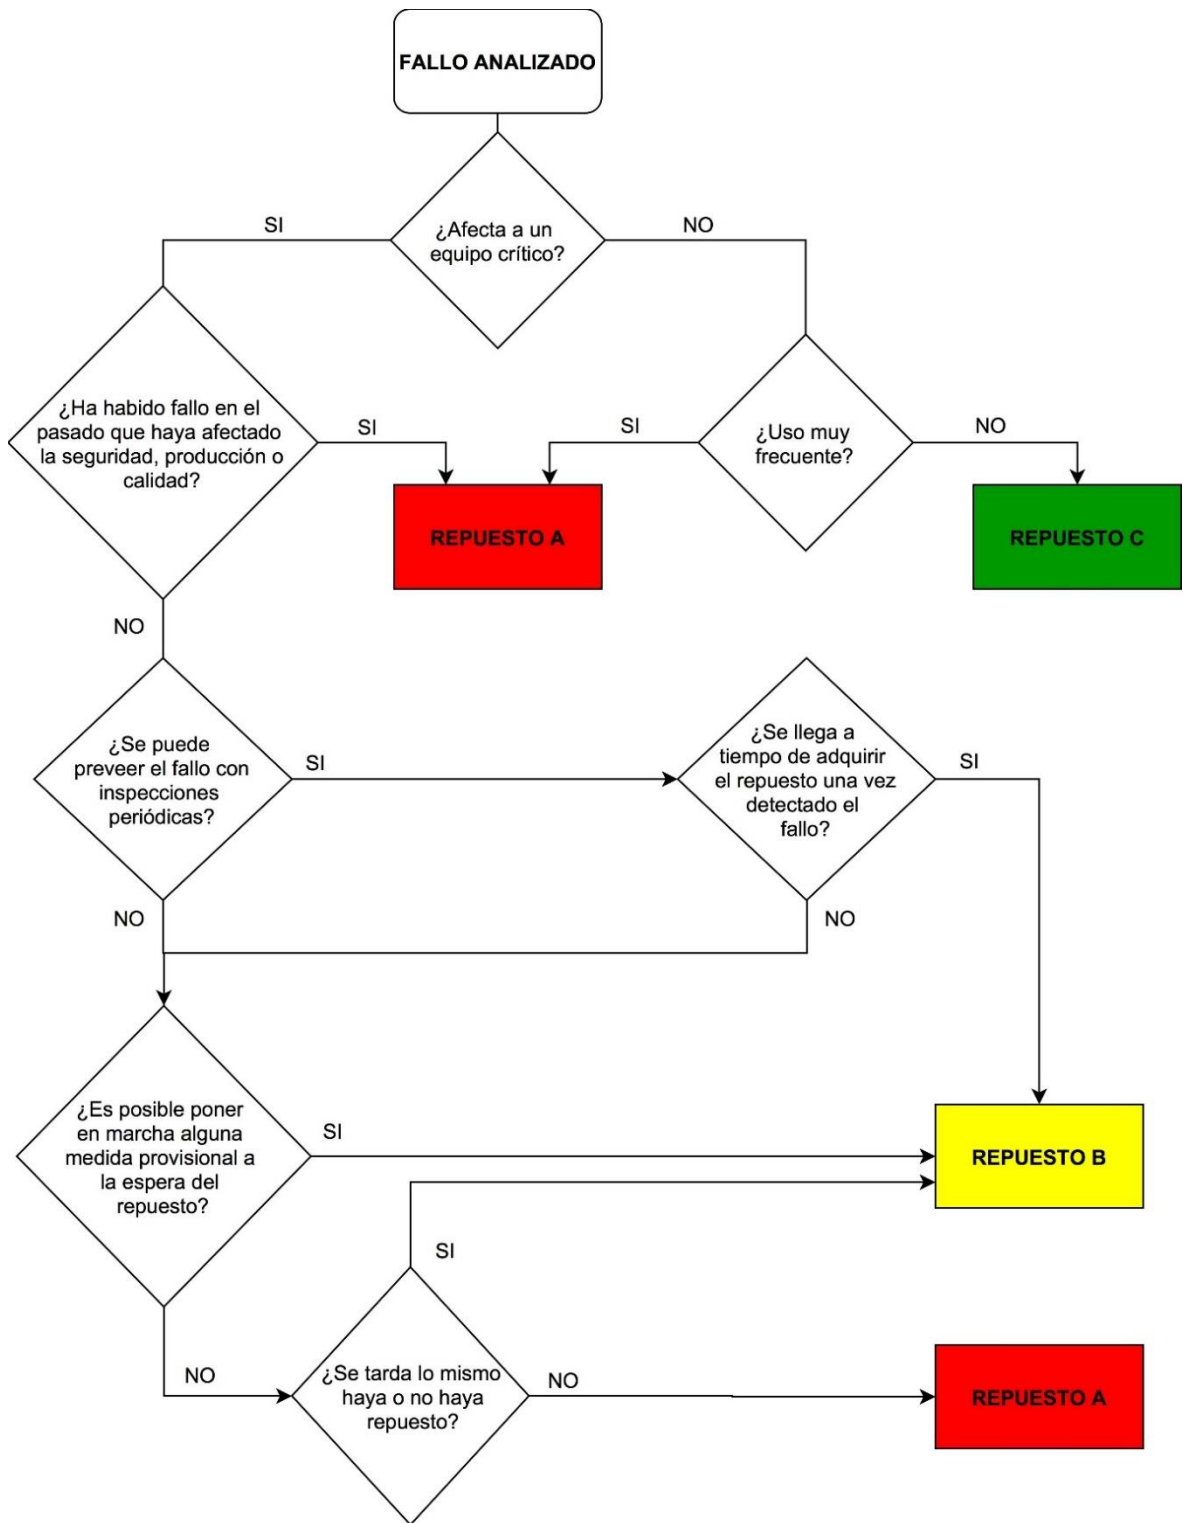 FALLO ANALIZADO
SI
¿Afecta a un
equipo crítico?
NO
¿Ha habido fallo en el
pasado que haya afectado
la seguridad, producción o
calidad?
SI
SI
¿Uso muy
frecuente?
NO
REPUESTO A
REPUESTO C
NO
¿Se puede
preveer el fallo con
inspecciones
periódicas?
SI
¿Se llega a
tiempo de adquirir
el repuesto una vez
detectado el
fallo?
SI
NO
NO
¿Es posible poner
en marcha alguna
medida provisional a
la espera del
repuesto?
SI
REPUESTO B
SI
NO
¿Se tarda lo mismo
haya o no haya
repuesto?
NO
REPUESTO A